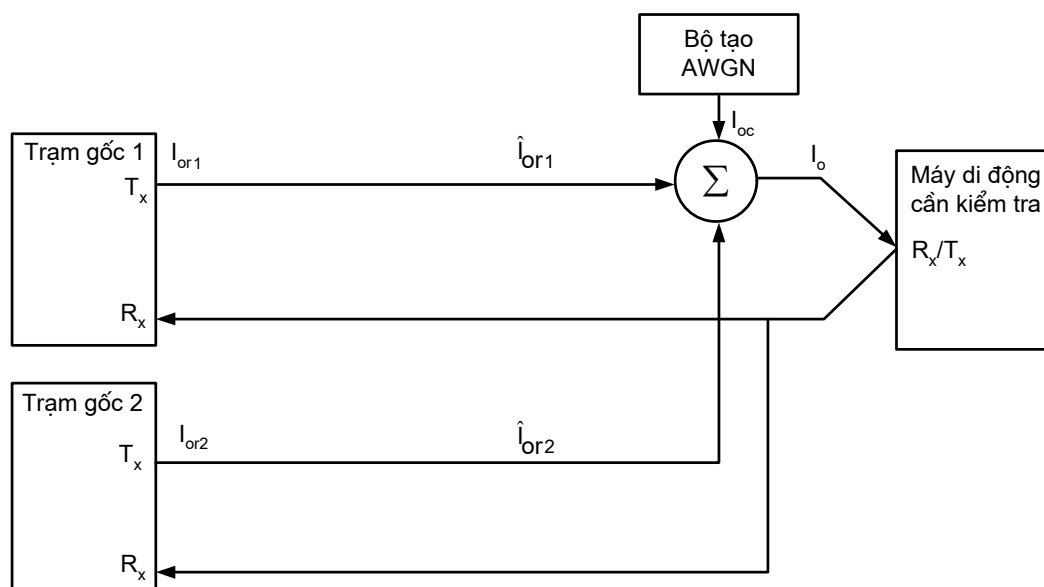 Bộ tạo
AWGN
I_oc
Trạm gốc 1
I_or1
Î_or1
T_x
Σ
I_o
Máy di động
cần kiểm tra
R_x/T_x
R_x
Trạm gốc 2
I_or2
Î_or2
T_x
R_x